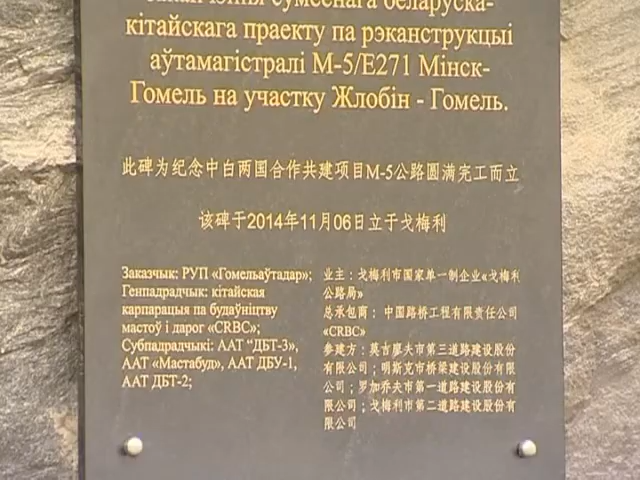 сумеснага беларуска-
кітайскага праекту па рэканструкцыі
аўтамагістралі М-5/Е271 Мінск-
Гомель на участку Жлобін - Гомель.
此碑为纪念中白两国合作共建项目M-5公路圆满完工而立
该碑于2014年11月06日立于戈梅利
Заказчык: РУП «Гомельаўтадар»;
Генпадрадчык: кітайская
карпарацыя па будаўніцтву
мастоў і дарог «CRBC»;
Субпадрадчыкі: ААТ “ДБТ-3»,
ААТ «Мастабуд», ААТ ДБУ-1,
ААТ ДБТ-2;
业主：戈梅利市国家单一制企业«戈梅利
公路局»
总承包商：中国路桥工程有限责任公司
«CRBC»
参建方：莫吉廖夫市第三道路建设股份
有限公司；明斯克市桥梁建设股份有限公
司；罗加乔夫市第一道路建设股份有
限公司；戈梅利市第二道路建设股份有
限公司